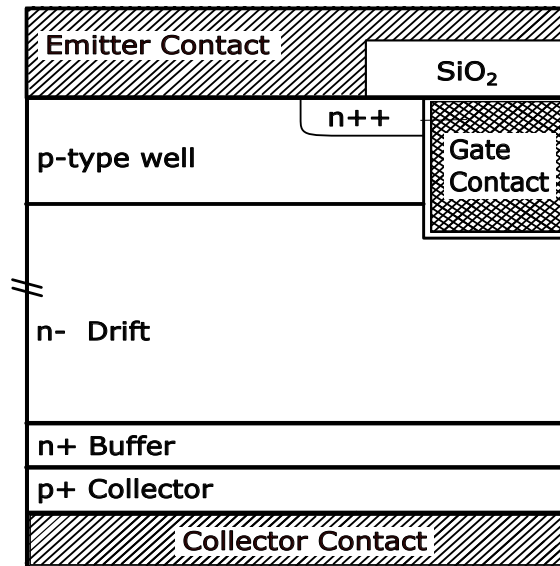 Emitter Contact
SiO₂
n++
p-type well
Gate
Contact
n- Drift
n+ Buffer
p+ Collector
Collector Contact